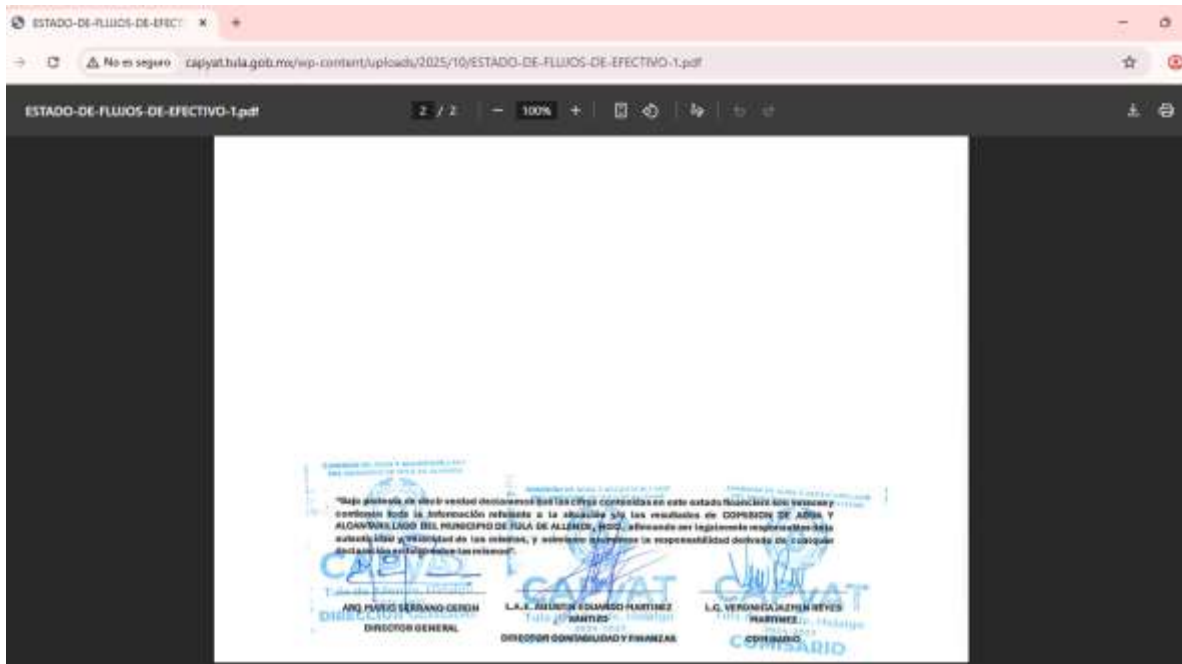 ESTADO-DE-FLUJOS-DE-EFECT
No es seguro capyat.tula.gob.mx/wp-content/uploads/2025/10/ESTADO-DE-FLUJOS-DE-EFECTIVO-1.pdf
ESTADO-DE-FLUJOS-DE-EFECTIVO-1.pdf 2 / 2 100%
"Bajo protesta de decir verdad declaramos que las cifras contenidas en este estado financiero son veraces y
contienen toda la información referente a la situación y/o los resultados de COMISION DE AGUA Y
ALCANTARILLADO DEL MUNICIPIO DE TULA DE ALLENDE, HGO., afirmando ser legalmente responsables de la
autenticidad y veracidad de las mismas, y asimismo asumimos la responsabilidad derivada de cualquier
declaración en falso sobre las mismas".
CAPYAT CAPYAT CAPYAT
ARQ MARIO SERRANO CERON L.A.E. AGUSTIN EDUARDO MARTINEZ L.C. VERONICA JAZMIN REYES
MARTINEZ
DIRECTOR GENERAL
DIRECTOR CONTABILIDAD Y FINANZAS COMISARIO
COMISARIO